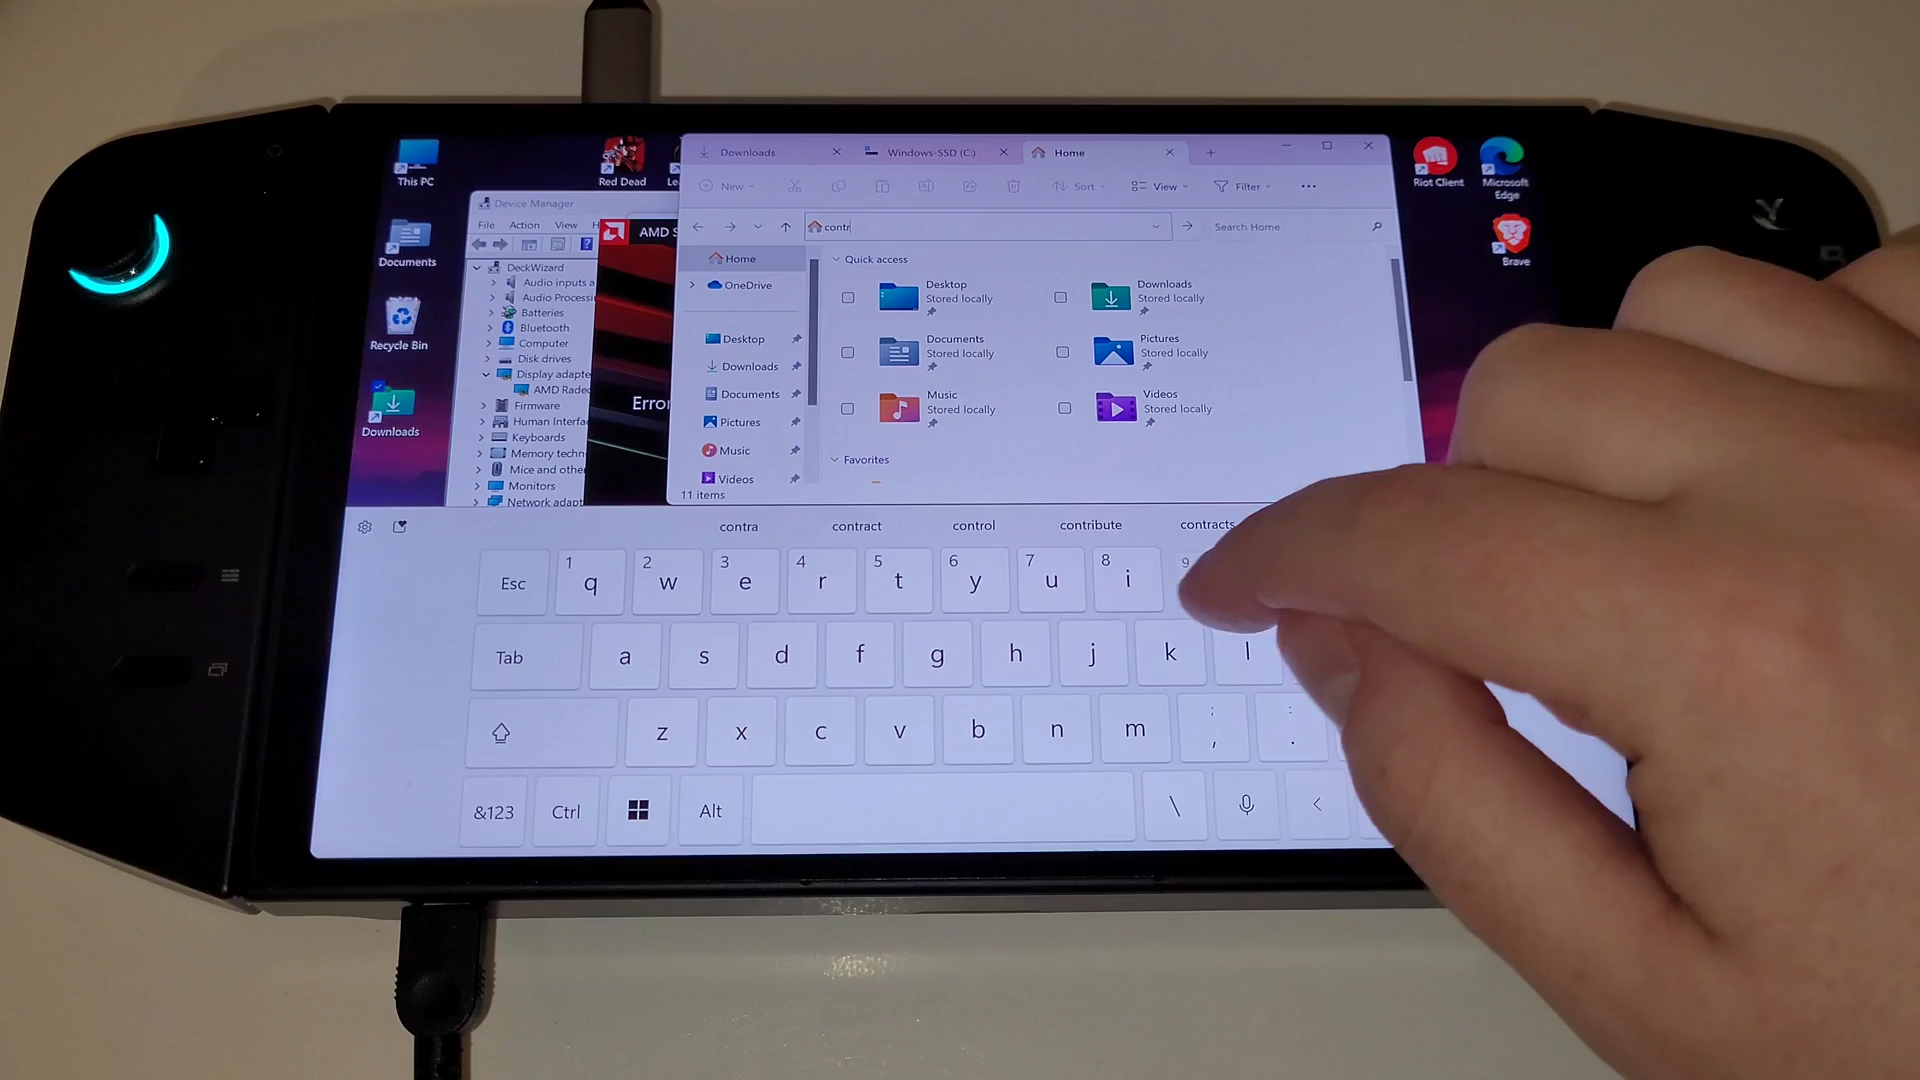 This PC
Documents
Recycle Bin
Downloads
Red Dead
Device Manager
File Action View
DeckWizard
Audio inputs a
Audio Processi
Batteries
Bluetooth
Computer
Disk drives
Display adapte
AMD Radeo
Firmware
Human Interfa
Keyboards
Memory techn
Mice and othe
Monitors
Network adapt
AMD S
Error
Downloads
Windows-SSD (C:)
Home
New
Sort
View
Filter
contr
Search Home
Home
OneDrive
Desktop
Downloads
Documents
Pictures
Music
Videos
11 items
Quick access
Desktop
Stored locally
Downloads
Stored locally
Documents
Stored locally
Pictures
Stored locally
Music
Stored locally
Videos
Stored locally
Favorites
Riot Client
Microsoft
Edge
Brave
contra contract control contribute contracts
Esc 1 q 2 w 3 e 4 r 5 t 6 y 7 u 8 i 9
Tab a s d f g h j k l
z x c v b n m ; , : .
&123 Ctrl Alt \ <
Y
B